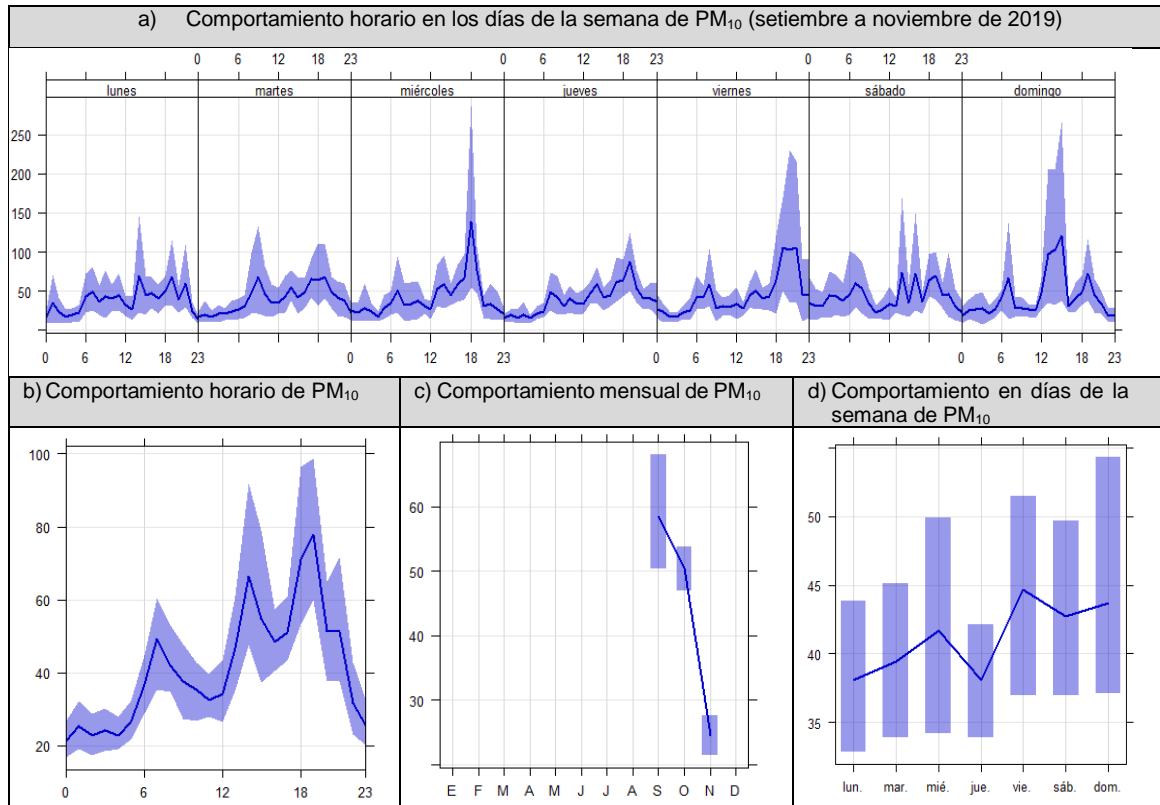 a) Comportamiento horario en los días de la semana de PM₁₀ (setiembre a noviembre de 2019)
0 6 12 18 23 0 6 12 18 23 0 6 12 18 23
lunes martes miércoles jueves viernes sábado domingo
250
200
150
100
50
0 6 12 18 23 0 6 12 18 23 0 6 12 18 23 0 6 12 18 23
b) Comportamiento horario de PM₁₀
100
80
60
40
20
0 6 12 18 23
c) Comportamiento mensual de PM₁₀
60
50
40
30
E F M A M J J A S O N D
d) Comportamiento en días de la
semana de PM₁₀
50
45
40
35
lun. mar. mié. jue. vie. sáb. dom.